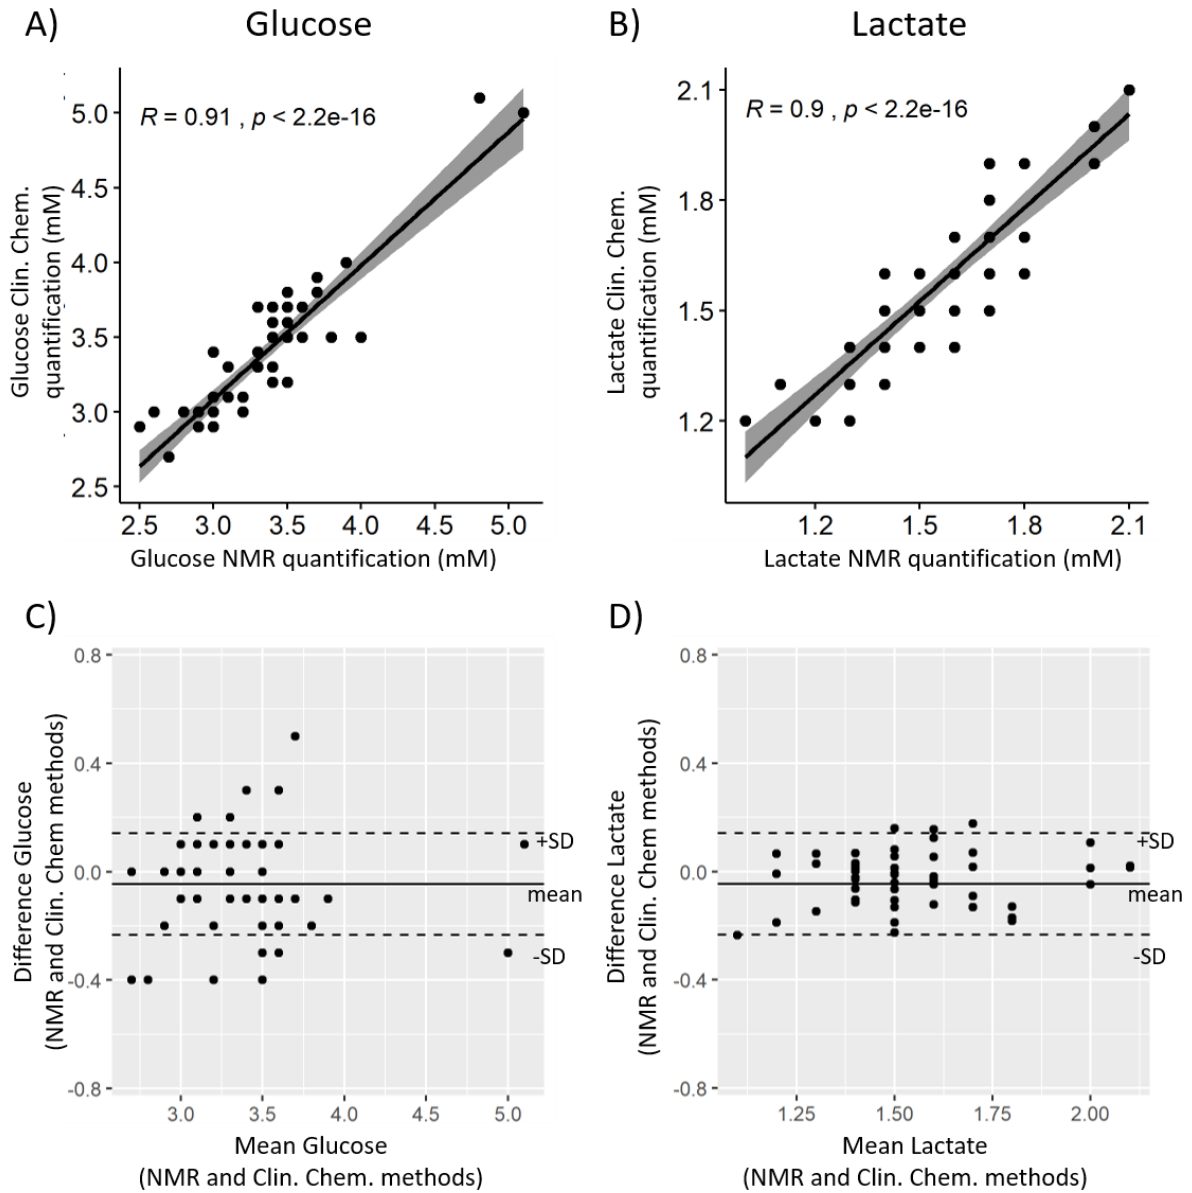 A)
Glucose
R = 0.91 , p < 2.2e-16
5.0
4.5
4.0
3.5
3.0
2.5
Glucose Clin. Chem.
quantification (mM)
2.5 3.0 3.5 4.0 4.5 5.0
Glucose NMR quantification (mM)
B)
Lactate
R = 0.9 , p < 2.2e-16
2.1
1.8
1.5
1.2
Lactate Clin. Chem.
quantification (mM)
1.2 1.5 1.8 2.1
Lactate NMR quantification (mM)
C)
0.8
0.4
0.0
-0.4
-0.8
Difference Glucose
(NMR and Clin. Chem methods)
+SD
mean
-SD
3.0 3.5 4.0 4.5 5.0
Mean Glucose
(NMR and Clin. Chem. methods)
D)
0.8
0.4
0.0
-0.4
-0.8
Difference Lactate
(NMR and Clin. Chem methods)
+SD
mean
-SD
1.25 1.50 1.75 2.00
Mean Lactate
(NMR and Clin. Chem. methods)